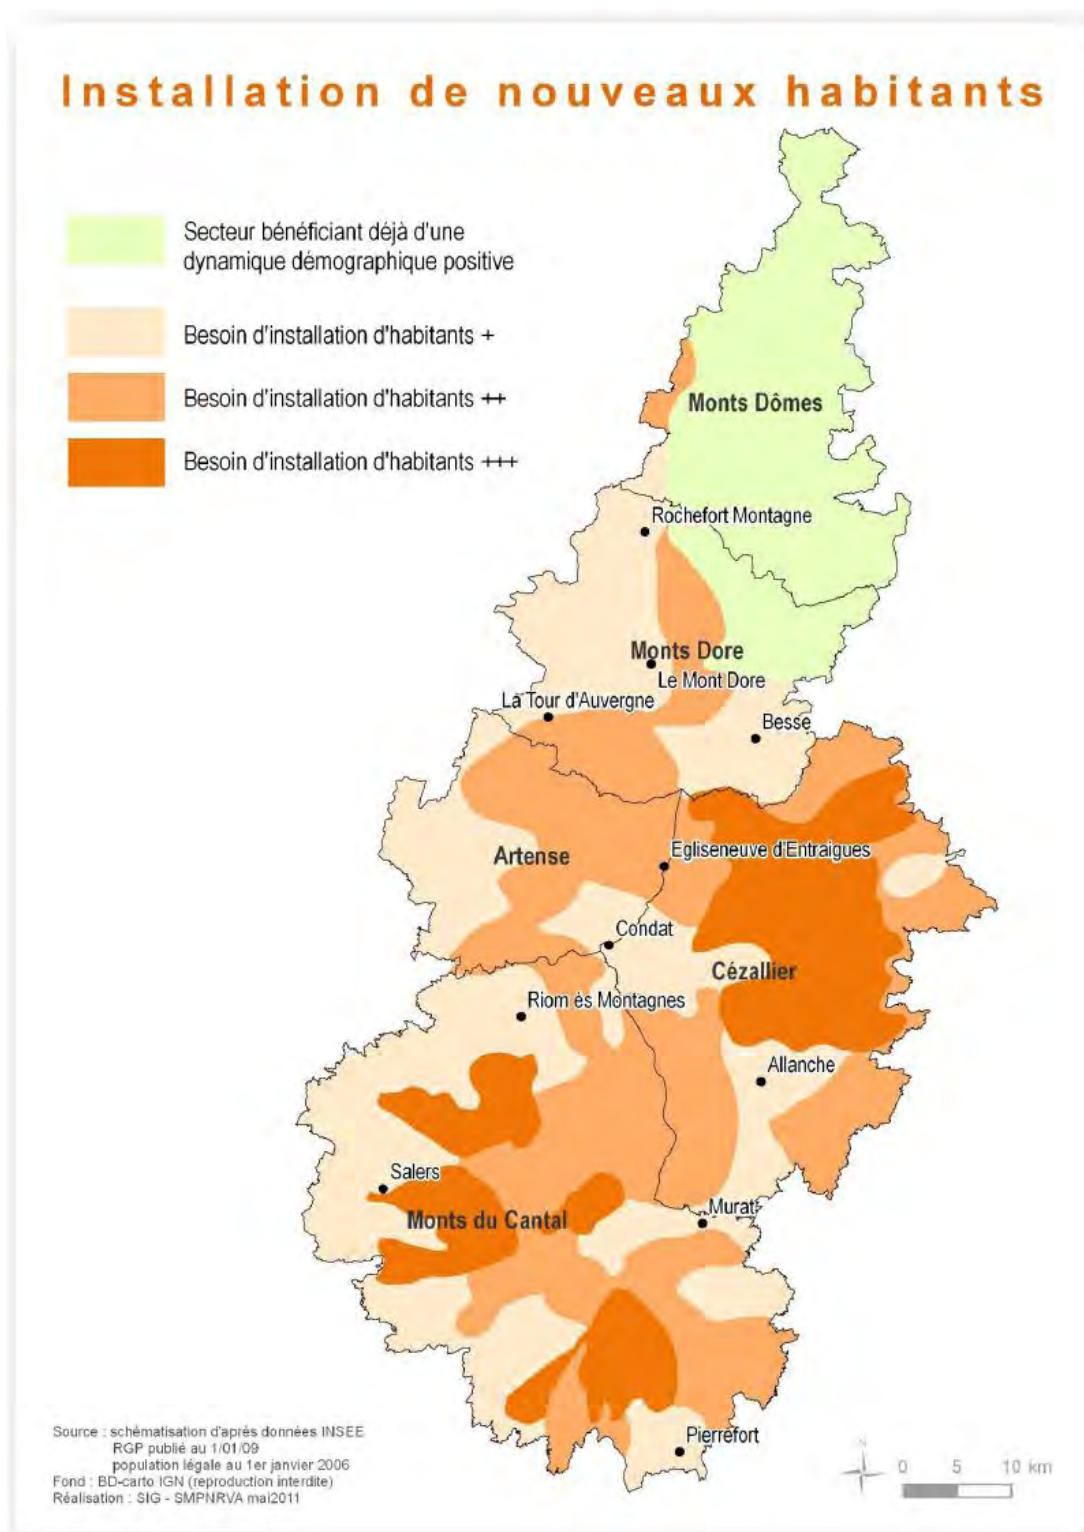 Installation de nouveaux habitants
Secteur bénéficiant déjà d'une
dynamique démographique positive
Besoin d'installation d'habitants +
Besoin d'installation d'habitants ++
Besoin d'installation d'habitants +++
Monts Dômes
Rochefort Montagne
Monts Dore
Le Mont Dore
La Tour d'Auvergne
Besse
Egliseneuve d'Entraigues
Artense
Condat
Cézallier
Riom és Montagnes
Allanche
Salers
Monts du Cantal
Murat
Pierrefort
Source : schématisation d'après données INSEE
RGP publié au 1/01/09
population légale au 1er janvier 2006
Fond : BD-carto IGN (reproduction interdite)
Réalisation : SIG - SMPNRVA mai2011
N
0 5 10 km